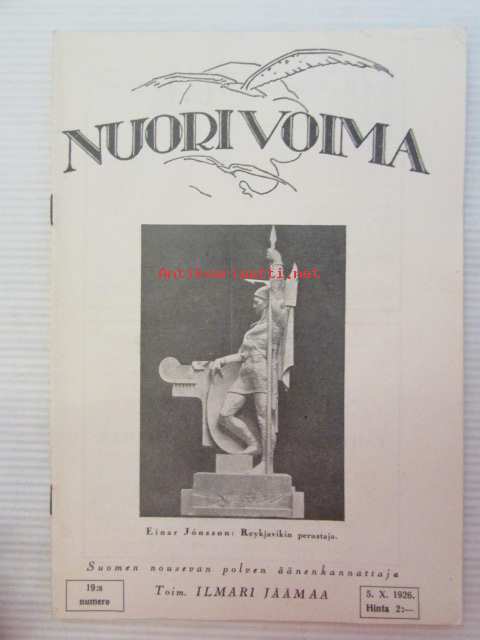 NUORI VOIMA
Antikvariaatti.net
Einar Jónsson: Reykjavikin perustaja.
Suomen nousevan polven äänenkannattaja
19:s
numero
Toim. ILMARI JÄÄMAA
5. X. 1926.
Hinta 2:—